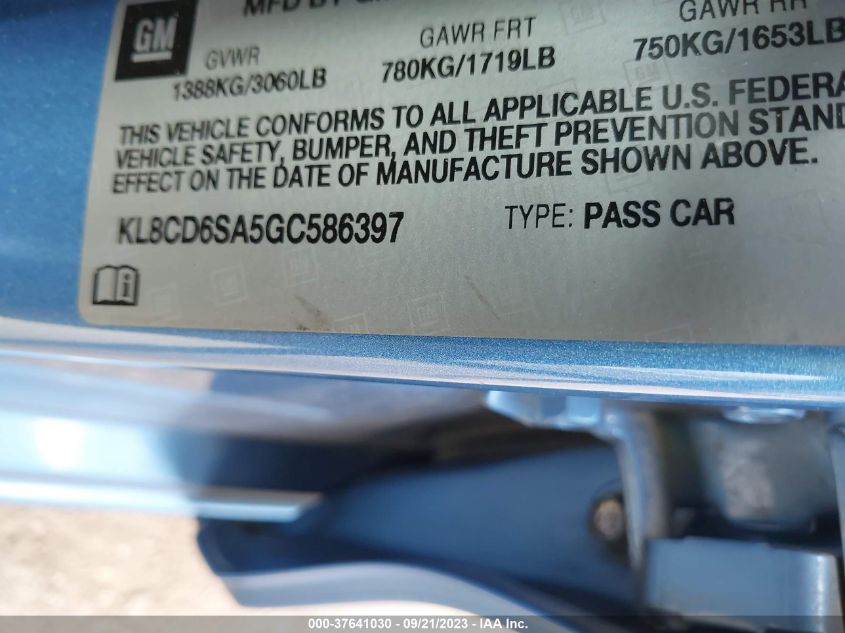 GM
MFD BY
GVWR
GAWR FRT
GAWR RR
1388KG/3060LB
780KG/1719LB
750KG/1653LB
THIS VEHICLE CONFORMS TO ALL APPLICABLE U.S. FEDERA
VEHICLE SAFETY, BUMPER, AND THEFT PREVENTION STAND
EFFECT ON THE DATE OF MANUFACTURE SHOWN ABOVE.
KL8CD6SA5GC586397
TYPE: PASS CAR
000-37641030 - 09/21/2023 - IAA Inc.